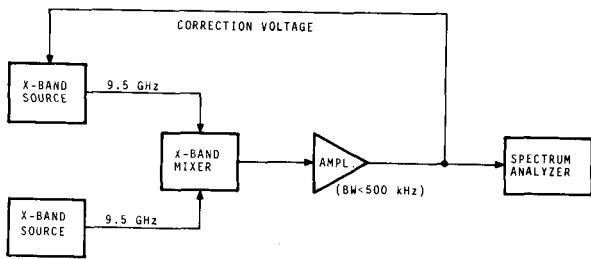 CORRECTION VOLTAGE
X-BAND
SOURCE
9.5 GHz
X-BAND
MIXER
AMPL.
(BW<500 kHz)
SPECTRUM
ANALYZER
X-BAND
SOURCE
9.5 GHz